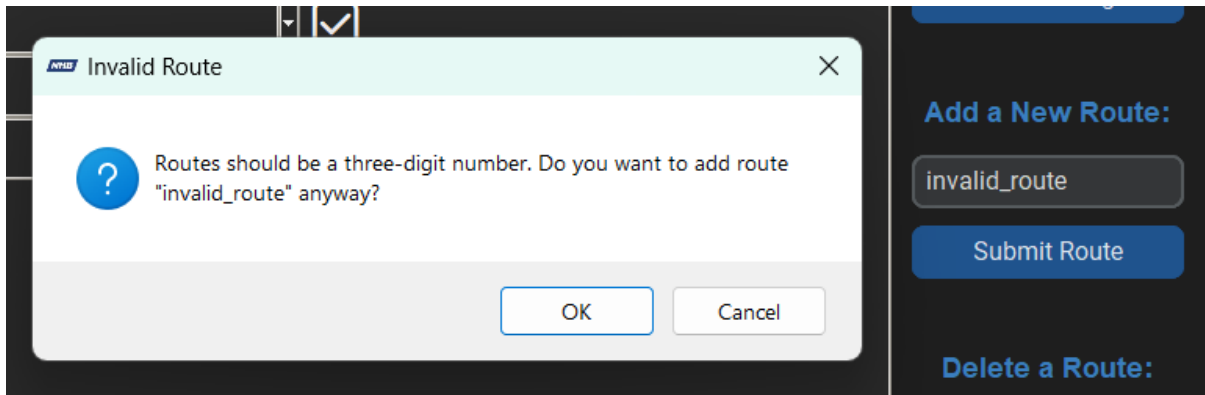 Invalid Route
Routes should be a three-digit number. Do you want to add route
"invalid_route" anyway?
OK
Cancel
Add a New Route:
invalid_route
Submit Route
Delete a Route: